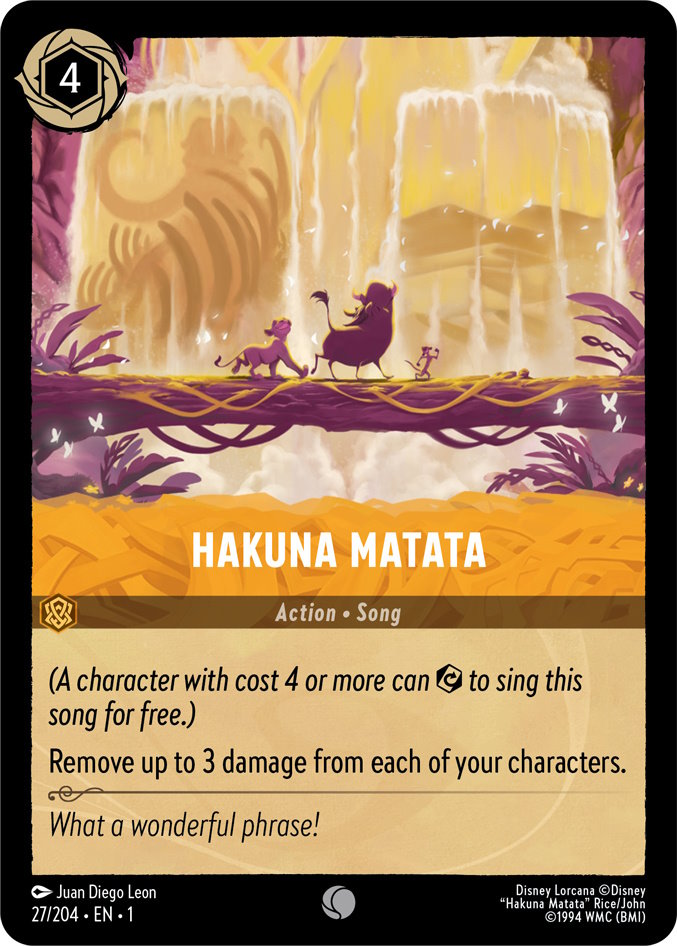 4
HAKUNA MATATA
Action • Song
(A character with cost 4 or more can to sing this
song for free.)
Remove up to 3 damage from each of your characters.
What a wonderful phrase!
Juan Diego Leon
27/204 • EN • 1
Disney Lorcana ©Disney
“Hakuna Matata” Rice/John
©1994 WMC (BMI)